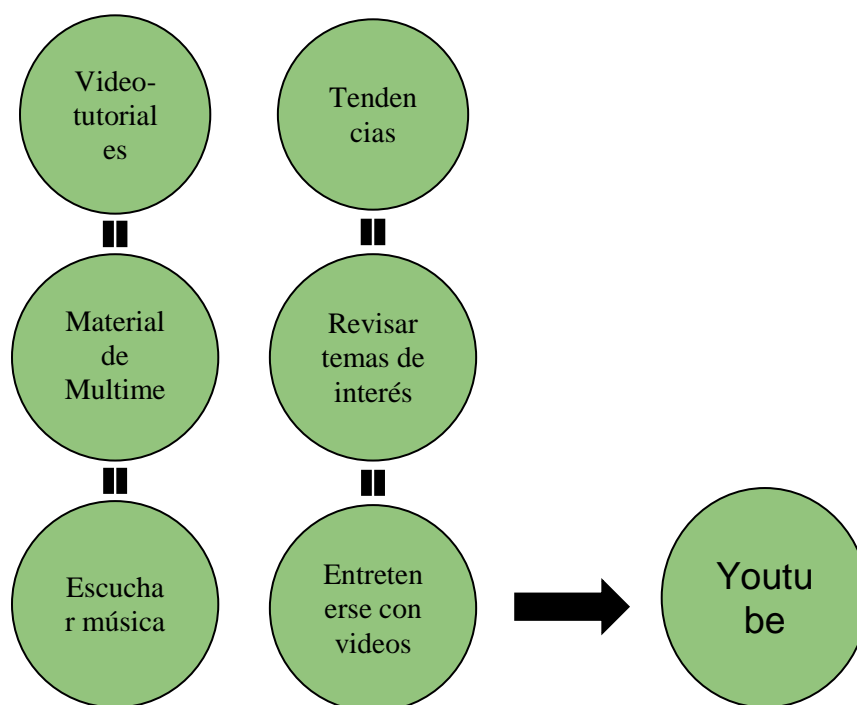 Video-
tutorial
es
Material
de
Multime
Escucha
r música
Tenden
cias
Revisar
temas de
interés
Entreten
erse con
videos
Youtu
be